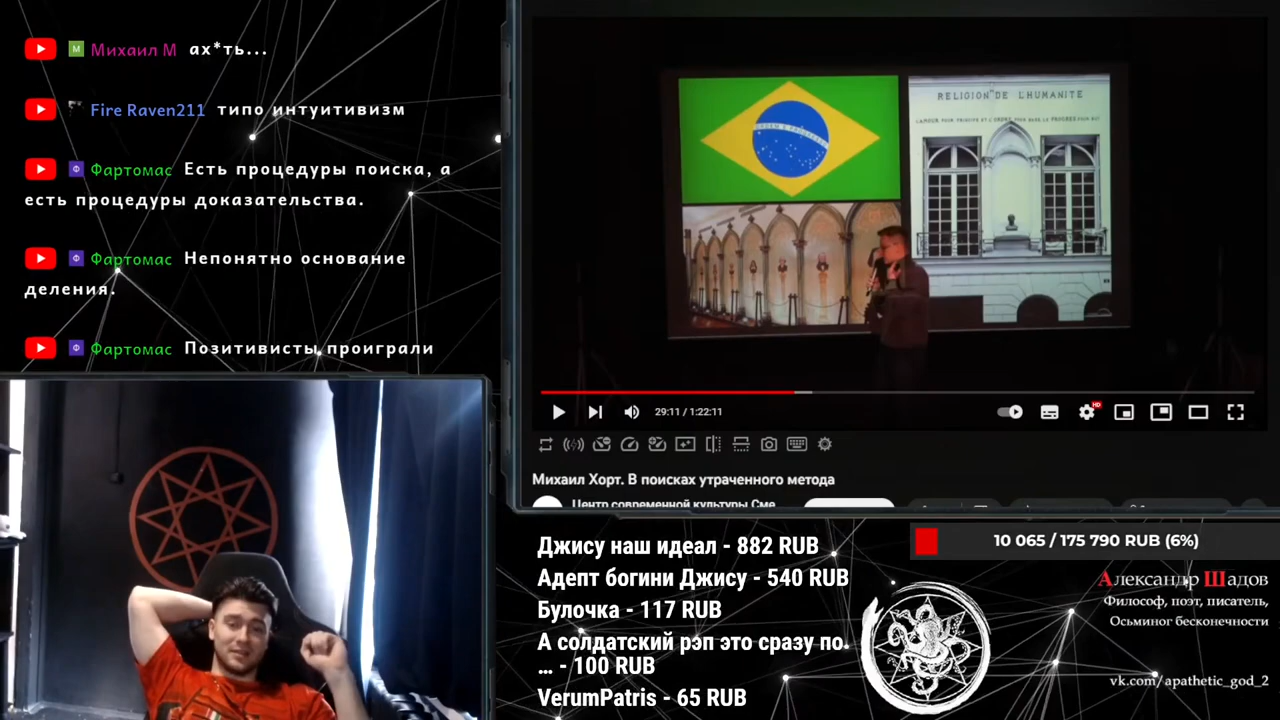 Михаил М ах*ть...
Fire Raven211 типо интуитивизм
Фартомас Есть процедуры поиска, а
есть процедуры доказательства.
Фартомас Непонятно основание
деления.
Фартомас Позитивисты проиграли
RELIGION DE L'HUMANITE
29:11 / 1:22:11
HD
Михаил Хорт. В поисках утраченного метода
Центр современной культуры Сме
Джису наш идеал - 882 RUB
Адепт богини Джису - 540 RUB
Булочка - 117 RUB
А солдатский рэп это сразу по.
... - 100 RUB
VerumPatris - 65 RUB
10 065 / 175 790 RUB (6%)
Александр Шадов
Философ, поэт, писатель,
Осьминог бесконечности
vk.com/apathetic_god_2